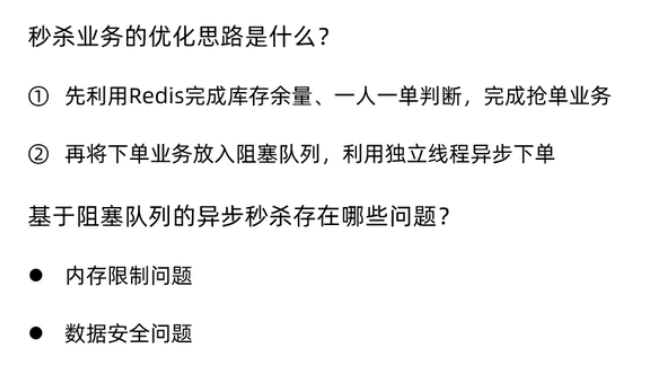 秒杀业务的优化思路是什么？
① 先利用Redis完成库存余量、一人一单判断，完成抢单业务
② 再将下单业务放入阻塞队列，利用独立线程异步下单
基于阻塞队列的异步秒杀存在哪些问题？
● 内存限制问题
● 数据安全问题